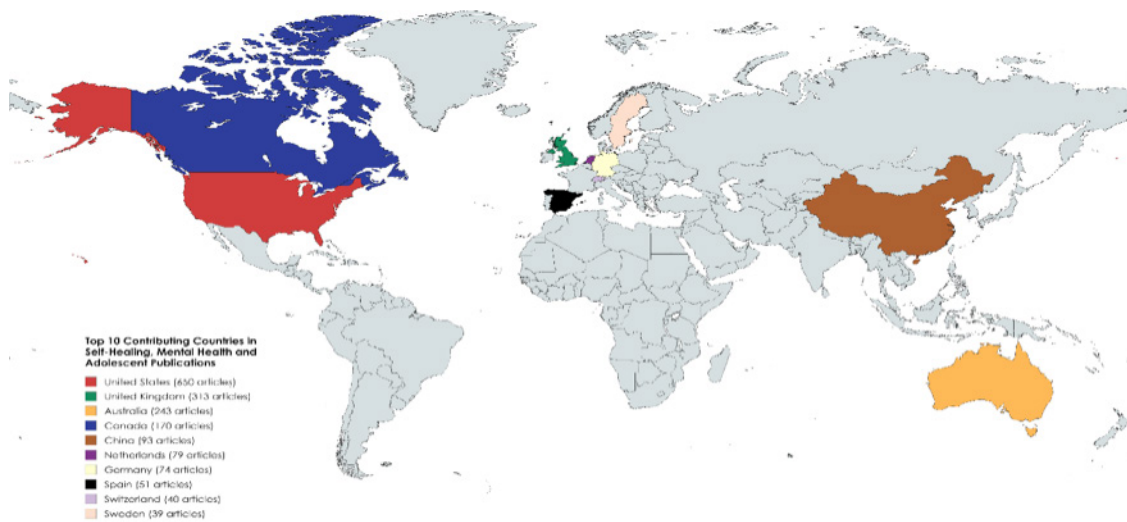 Top 10 Contributing Countries in
Self-Healing, Mental Health and
Adolescent Publications
United States (650 articles)
United Kingdom (313 articles)
Australia (243 articles)
Canada (170 articles)
China (93 articles)
Netherlands (79 articles)
Germany (74 articles)
Spain (51 articles)
Switzerland (40 articles)
Sweden (39 articles)